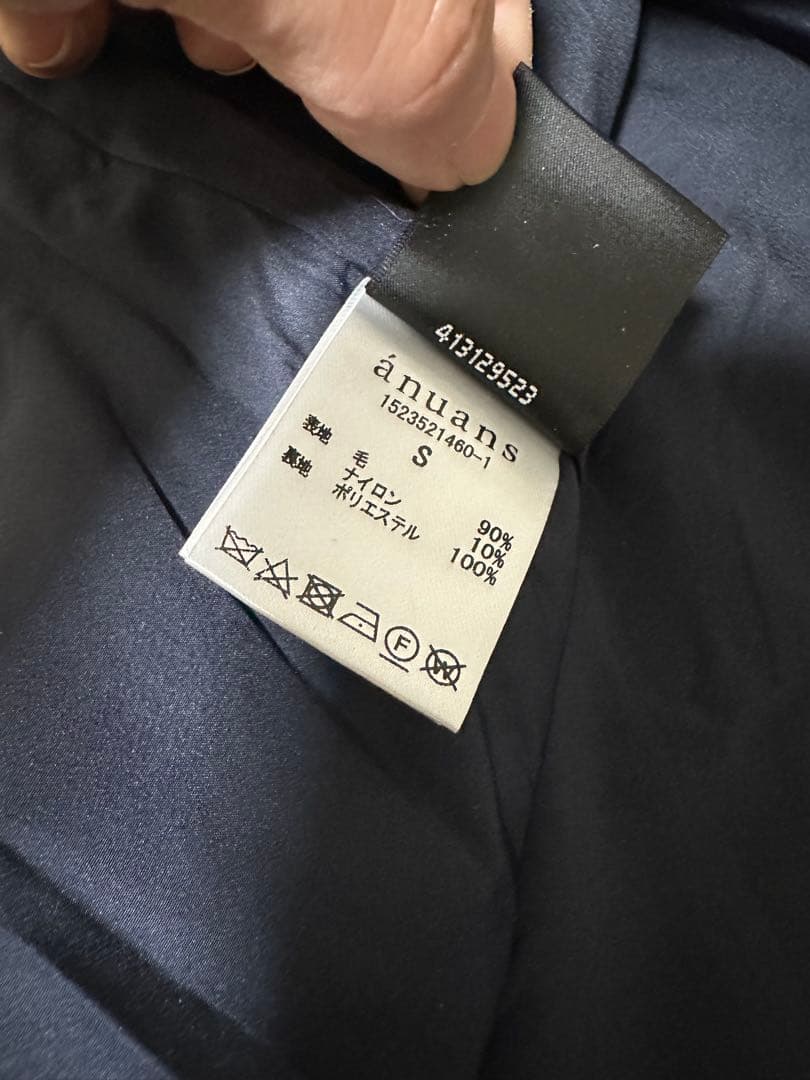 413129523
ánuans
1523521460-1
S
表地 毛 90%
ナイロン 10%
裏地 ポリエステル 100%
F
W